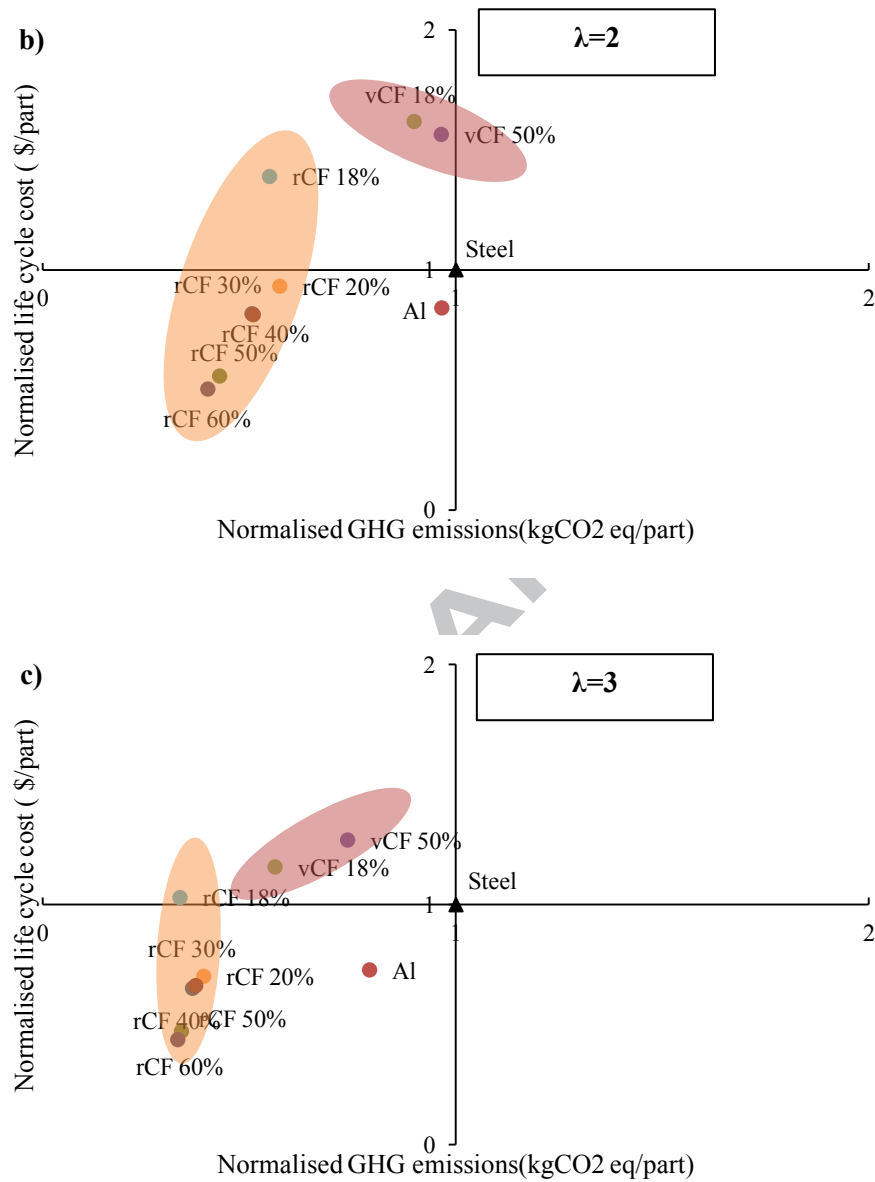 b)
2
λ=2
Normalised life cycle cost ( $/part)
vCF 18%
vCF 50%
rCF 18%
Steel
0
1
1
2
rCF 30%
rCF 20%
Al
rCF 40%
rCF 50%
rCF 60%
0
Normalised GHG emissions(kgCO2 eq/part)
c)
2
λ=3
Normalised life cycle cost ( $/part)
vCF 50%
vCF 18%
rCF 18%
Steel
0
1
1
2
rCF 30%
rCF 20%
Al
rCF 40%
rCF 50%
rCF 60%
0
Normalised GHG emissions(kgCO2 eq/part)